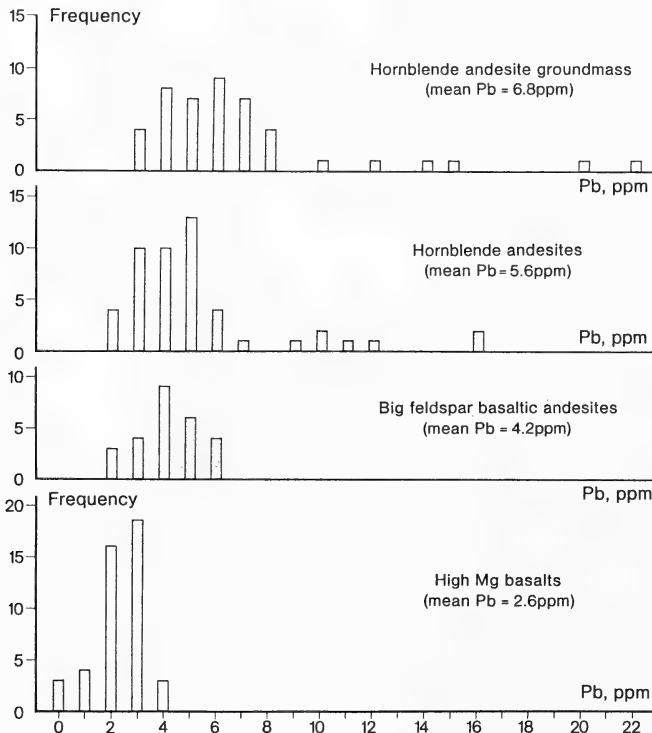 15
Frequency
10
5
0
Hornblende andesite groundmass
(mean Pb = 6.8ppm)
Pb, ppm
15
10
5
0
Hornblende andesites
(mean Pb= 5.6ppm)
Pb, ppm
10
5
0
Big feldspar basaltic andesites
(mean Pb = 4.2ppm)
Pb, ppm
Frequency
20
15
10
5
0
High Mg basalts
(mean Pb = 2.6ppm)
Pb, ppm
0 2 4 6 8 10 12 14 16 18 20 22